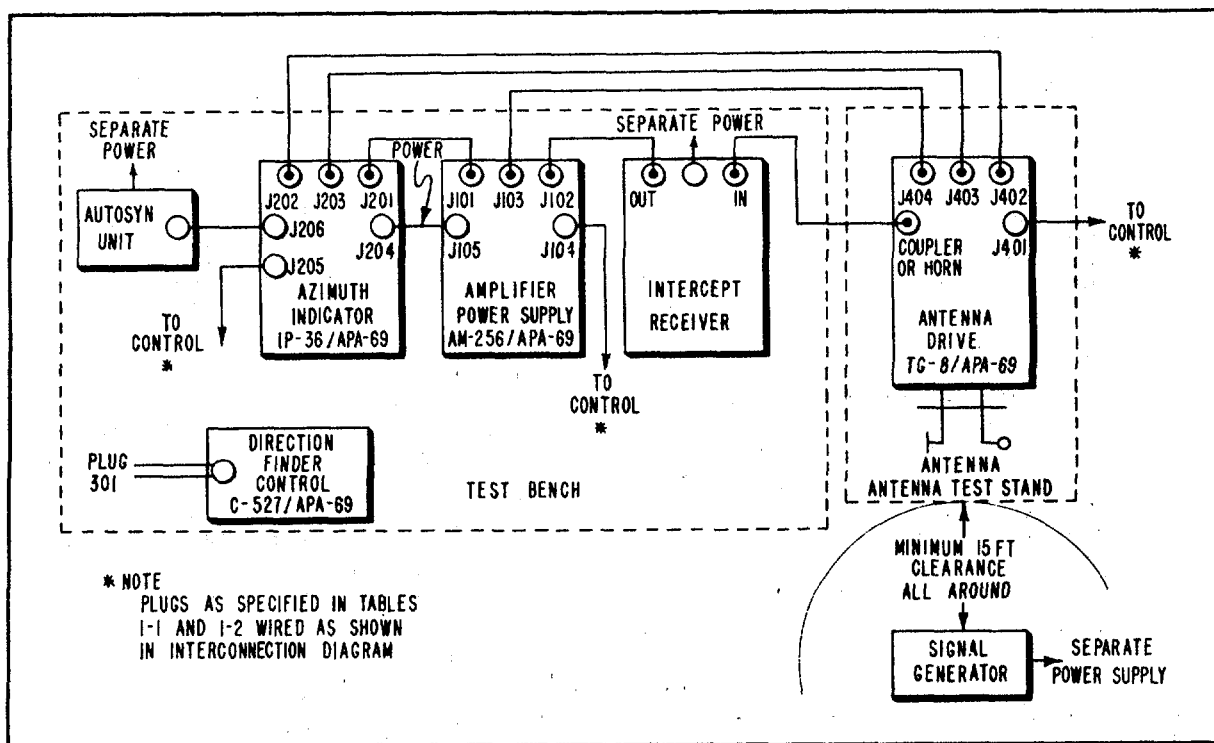 SEPARATE
POWER
AUTOSYN
UNIT
J202 J203 J201
J206
J204
J205
AZIMUTH
INDICATOR
IP-36/APA-69
TO
CONTROL
*
POWER
J101 J103 J102
J105
J104
AMPLIFIER
POWER SUPPLY
AM-256/APA-69
TO
CONTROL
*
SEPARATE POWER
OUT
IN
INTERCEPT
RECEIVER
J404 J403 J402
COUPLER
OR HORN
J401
ANTENNA
DRIVE
TG-8/APA-69
TO
CONTROL
*
ANTENNA
ANTENNA TEST STAND
PLUG
301
DIRECTION
FINDER
CONTROL
C-527/APA-69
TEST BENCH
MINIMUM 15 FT
CLEARANCE
ALL AROUND
SIGNAL
GENERATOR
SEPARATE
POWER SUPPLY
* NOTE
PLUGS AS SPECIFIED IN TABLES
1-1 AND 1-2 WIRED AS SHOWN
IN INTERCONNECTION DIAGRAM